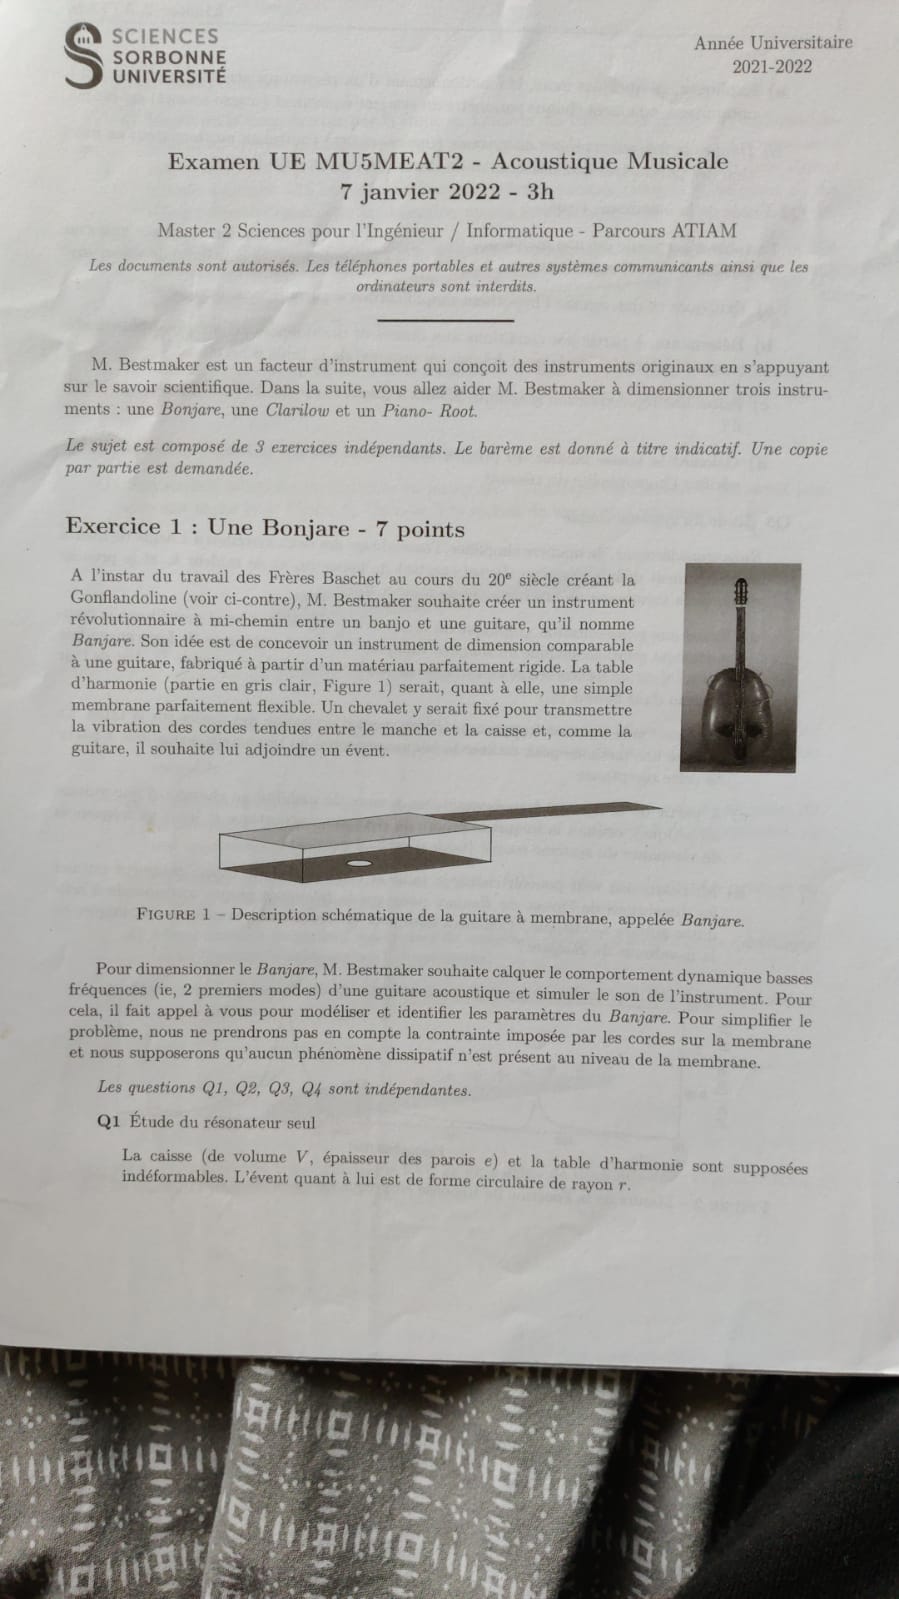 SCIENCES
SORBONNE
UNIVERSITÉ
Année Universitaire
2021-2022
Examen UE MU5MEAT2 - Acoustique Musicale
7 janvier 2022 - 3h
Master 2 Sciences pour l'Ingénieur / Informatique - Parcours ATIAM
Les documents sont autorisés. Les téléphones portables et autres systèmes communicants ainsi que les
ordinateurs sont interdits.
M. Bestmaker est un facteur d'instrument qui conçoit des instruments originaux en s'appuyant
sur le savoir scientifique. Dans la suite, vous allez aider M. Bestmaker à dimensionner trois instru-
ments : une Bonjare, une Clarilow et un Piano- Root.
Le sujet est composé de 3 exercices indépendants. Le barème est donné à titre indicatif. Une copie
par partie est demandée.
Exercice 1 : Une Bonjare - 7 points
A l'instar du travail des Frères Baschet au cours du 20e siècle créant la
Gonflandoline (voir ci-contre), M. Bestmaker souhaite créer un instrument
révolutionnaire à mi-chemin entre un banjo et une guitare, qu'il nomme
Banjare. Son idée est de concevoir un instrument de dimension comparable
à une guitare, fabriqué à partir d'un matériau parfaitement rigide. La table
d'harmonie (partie en gris clair, Figure 1) serait, quant à elle, une simple
membrane parfaitement flexible. Un chevalet y serait fixé pour transmettre
la vibration des cordes tendues entre le manche et la caisse et, comme la
guitare, il souhaite lui adjoindre un évent.
FIGURE 1 – Description schématique de la guitare à membrane, appelée Banjare.
Pour dimensionner le Banjare, M. Bestmaker souhaite calquer le comportement dynamique basses
fréquences (ie, 2 premiers modes) d'une guitare acoustique et simuler le son de l'instrument. Pour
cela, il fait appel à vous pour modéliser et identifier les paramètres du Banjare. Pour simplifier le
problème, nous ne prendrons pas en compte la contrainte imposée par les cordes sur la membrane
et nous supposerons qu'aucun phénomène dissipatif n'est présent au niveau de la membrane.
Les questions Q1, Q2, Q3, Q4 sont indépendantes.
Q1 Étude du résonateur seul
La caisse (de volume V, épaisseur des parois e) et la table d'harmonie sont supposées
indéformables. L'évent quant à lui est de forme circulaire de rayon r.